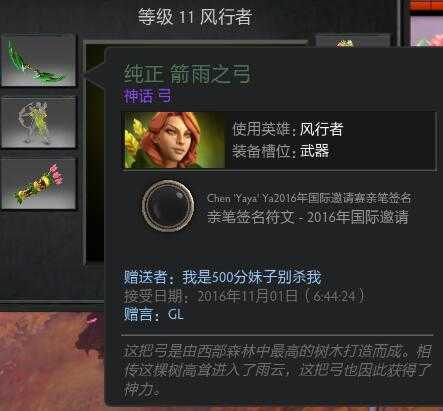 等级 11 风行者
纯正 箭雨之弓
神话 弓
使用英雄: 风行者
装备槽位: 武器
Chen 'Yaya' Ya2016年国际邀请赛亲笔签名
亲笔签名符文 - 2016年国际邀请
赠送者: 我是500分妹子别杀我
接受日期: 2016年11月01日 ( 6:44:24 )
赠言: GL
这把弓是由西部森林中最高的树木打造而成。相
传这棵树高耸进入了雨云，这把弓也因此获得了
神力。